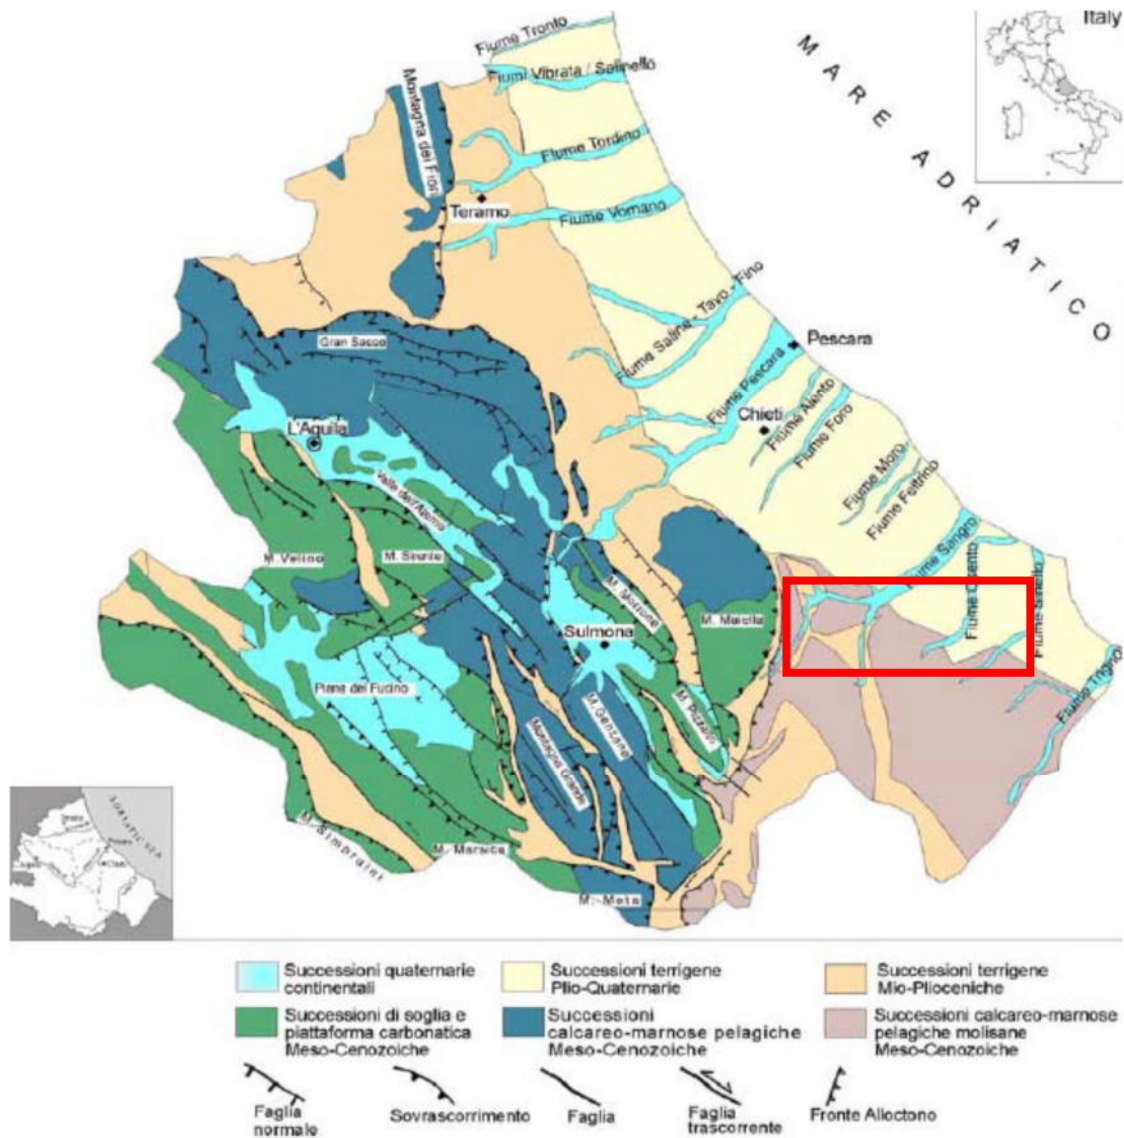 Italy
MARE ADRIATICO
Fiume Tronto
Fiumi Vibrata / Salinello
Montagna dei Fiori
Fiume Tordino
Teramo
Fiume Vomano
Fiume Saline - Tavo - Fino
Gran Sasso
Pescara
Fiume Pescara
Chieti
Fiume Alento
Fiume Foro
L'Aquila
Fiume Moro
Fiume Feltrino
Valle dell'Aterno
Fiume Sangro
M. Velino
M. Sirente
M. Morrone
M. Maiella
Fiume Sinello
Sulmona
Fiume Trigno
Piana del Fucino
M. Genzana
M. Pizzalto
Montagna Grande
M. Simbruini
M. Marsica
M. Meta
Successioni quaternarie
continentali
Successioni terrigene
Plio-Quaternarie
Successioni terrigene
Mio-Plioceniche
Successioni di soglia e
piattaforma carbonatica
Meso-Cenozoiche
Successioni
calcareo-marnose pelagiche
Meso-Cenozoiche
Successioni calcareo-marnose
pelagiche molisane
Meso-Cenozoiche
Faglia
normale
Sovrascorrimento
Faglia
Faglia
trascorrente
Fronte Alloctono